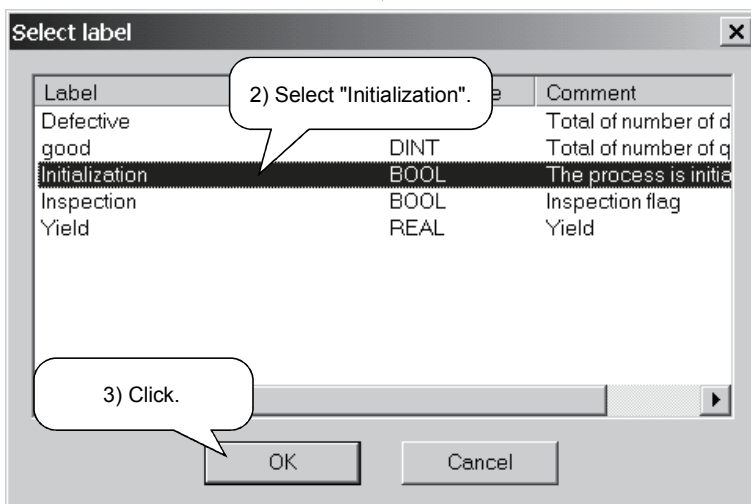 Select label
Label e Comment
2) Select "Initialization".
Defective Total of number of d
good DINT Total of number of q
Initialization BOOL The process is initia
Inspection BOOL Inspection flag
Yield REAL Yield
3) Click.
OK Cancel